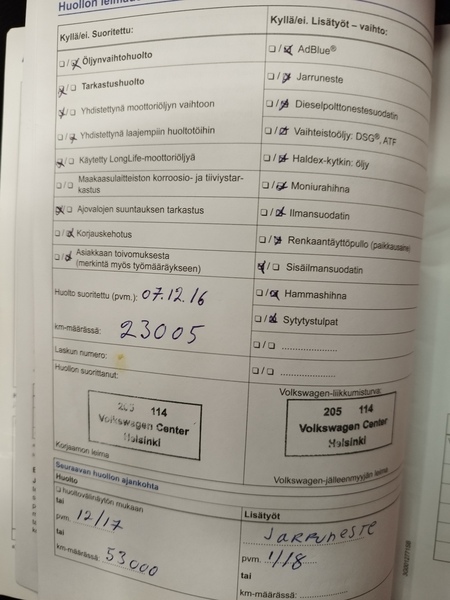 Huollon
Kyllä/ei. Suoritettu:
Öljynvaihtohuolto
Tarkastushuolto
Yhdistettynä moottoriöljyn vaihtoon
Yhdistettynä laajempiin huoltotöihin
Käytetty LongLife-moottoriöljyä
Maakaasulaitteiston korroosio- ja tiiviystar-
kastus
Ajovalojen suuntauksen tarkastus
Korjauskehotus
Asiakkaan toivomuksesta
(merkintä myös työmääräykseen)
Huolto suoritettu (pvm.): 07.12.16
km-määrässä: 23005
Laskun numero:
Huollon suorittanut:
205 114
Volkswagen Center
Helsinki
Korjaamon leima
Kyllä/ei. Lisätyöt – vaihto:
AdBlue®
Jarruneste
Dieselpolttonestesuodatin
Vaihteistoöljy: DSG®, ATF
Haldex-kytkin: öljy
Moniurahihna
Ilmansuodatin
Renkaantäyttöpullo (paikkausaine)
Sisäilmansuodatin
Hammashihna
Sytytystulpat
Volkswagen-liikkumisturva:
205 114
Volkswagen Center
Helsinki
Volkswagen-jälleenmyyjän leima
Seuraavan huollon ajankohta
Huolto
huoltovälinäytön mukaan
tai
pvm. 12/17
tai
km-määrässä: 53000
Lisätyöt
Jarruneste
pvm. 1/18
tai
km-määrässä: